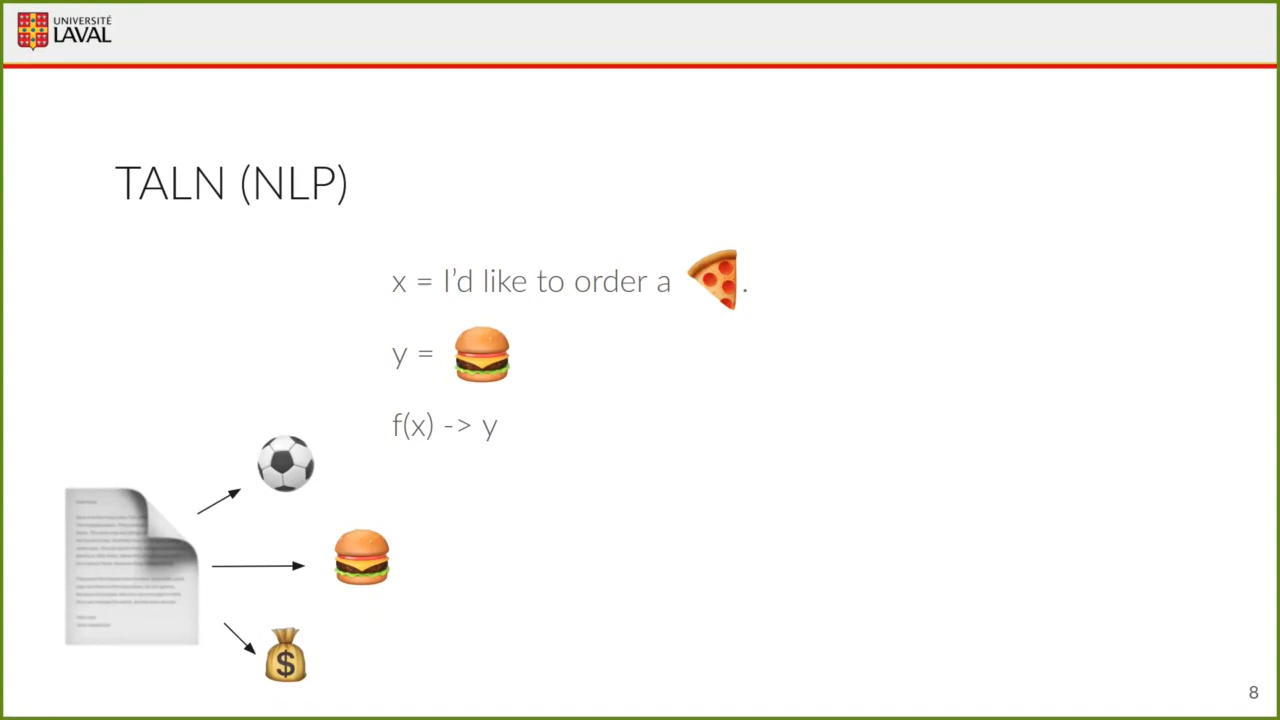 UNIVERSITÉ
LAVAL
TALN (NLP)
x = I'd like to order a 🍕.
y = 🍔
f(x) -> y
8